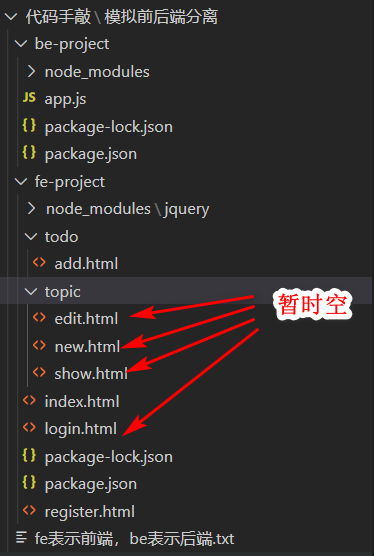 代码手敲\模拟前后端分离
be-project
node_modules
JS app.js
{} package-lock.json
{} package.json
fe-project
node_modules\jquery
todo
<> add.html
topic
<> edit.html
暂时空
<> new.html
<> show.html
<> index.html
<> login.html
{} package-lock.json
{} package.json
<> register.html
fe表示前端，be表示后端.txt